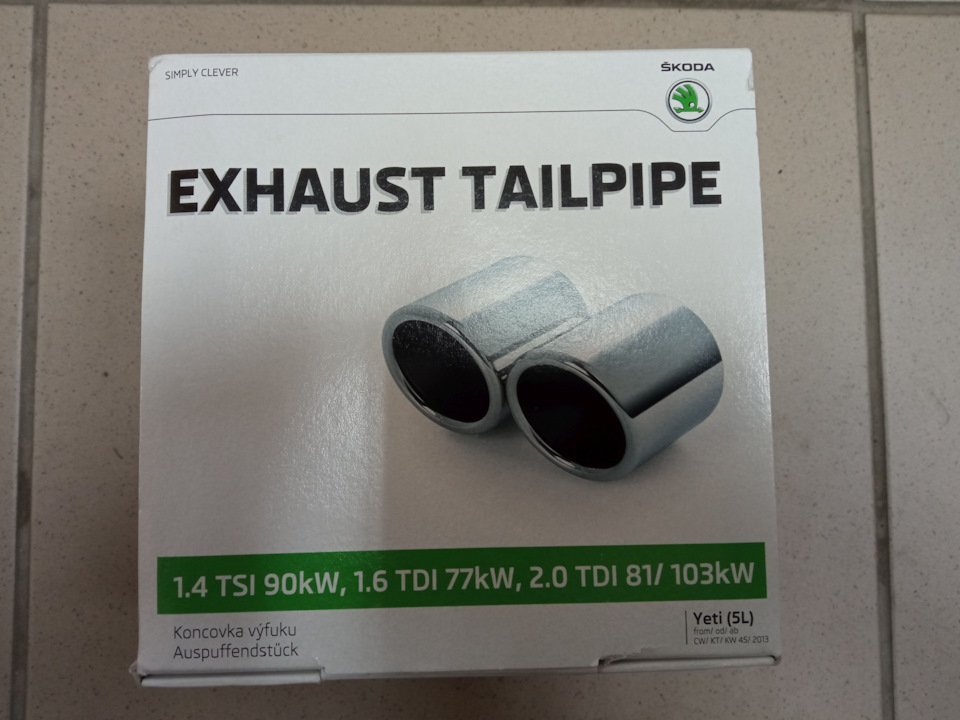 SIMPLY CLEVER
ŠKODA
EXHAUST TAILPIPE
1.4 TSI 90kW, 1.6 TDI 77kW, 2.0 TDI 81/ 103kW
Koncovka výfuku
Auspuffendstück
Yeti (5L)
from/ od/ ab
CW/ KT/ KW 45/ 2013